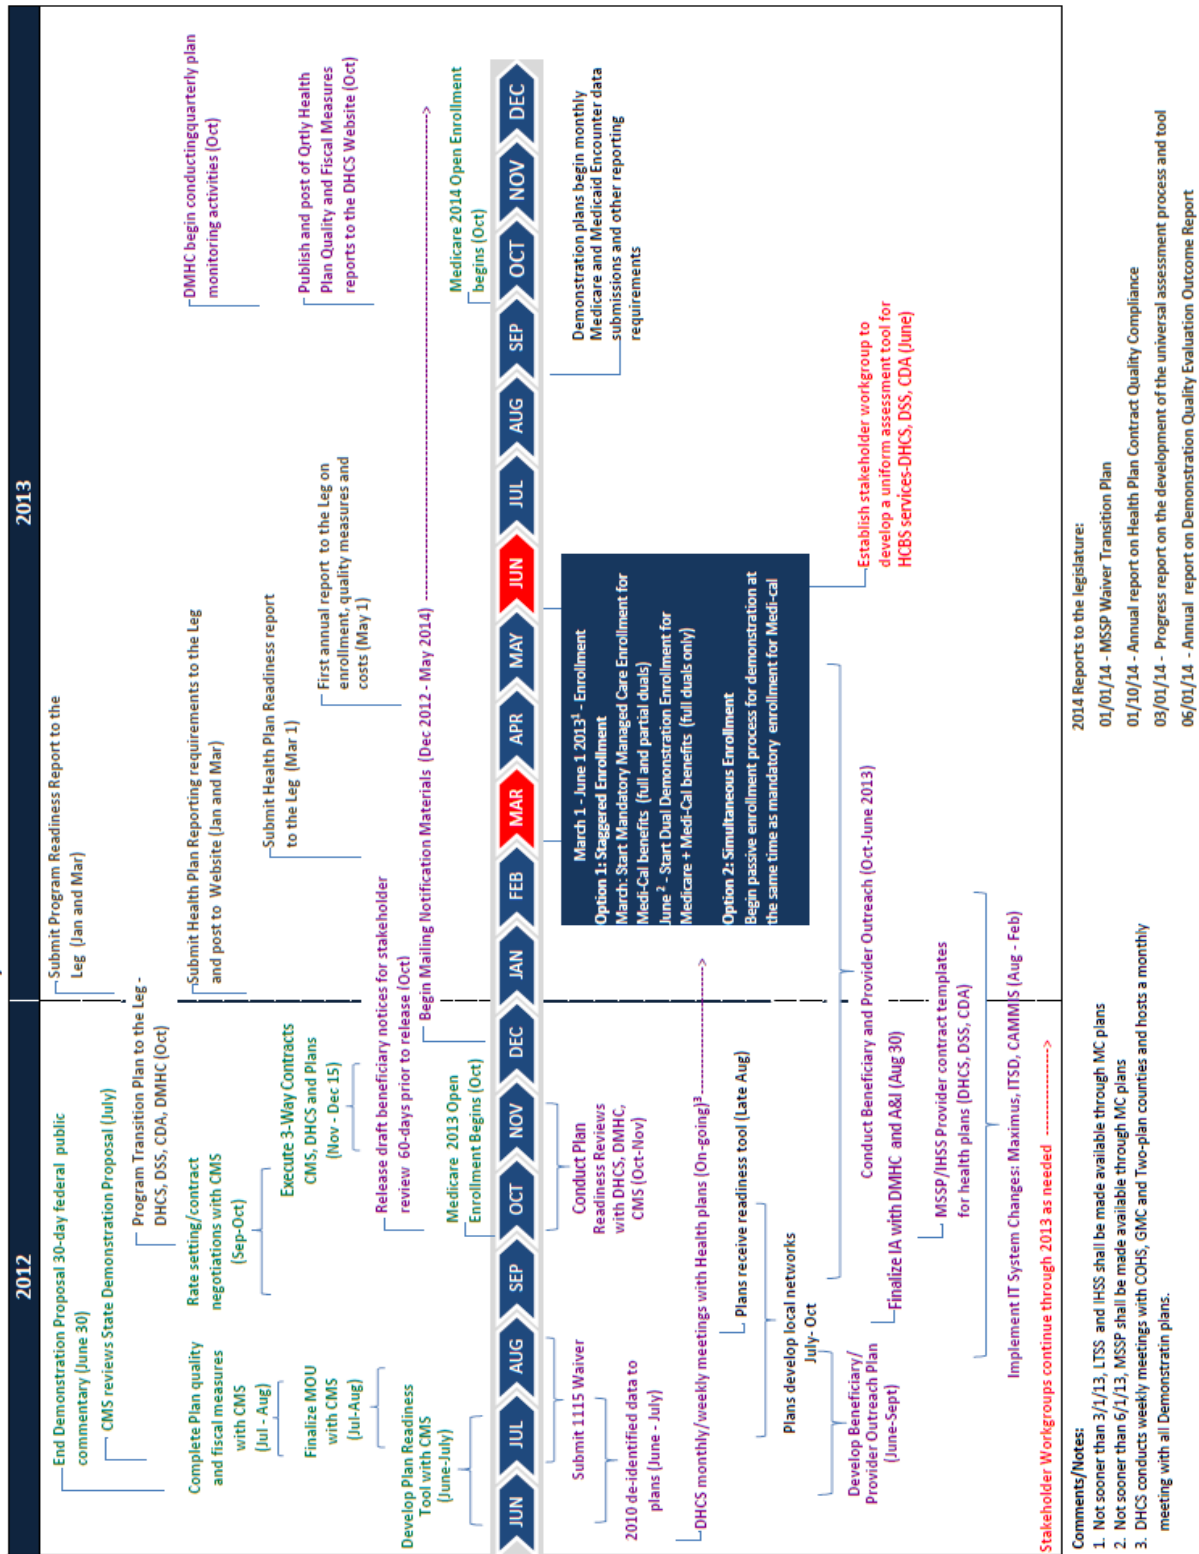 2012
2013
End Demonstration Proposal 30-day federal public
commentary (June 30)
CMS reviews State Demonstration Proposal (July)
Program Transition Plan to the Leg -
DHCS, DSS, CDA, DMHC (Oct)
Submit Program Readiness Report to the
Leg (Jan and Mar)
Complete Plan quality
and fiscal measures
with CMS
(Jul - Aug)
Rate setting/contract
negotiations with CMS
(Sep-Oct)
Submit Health Plan Reporting requirements to the Leg
and post to Website (Jan and Mar)
DMHC begin conductingquarterly plan
monitoring activities (Oct)
Finalize MOU
with CMS
(Jul-Aug)
Execute 3-Way Contracts
CMS, DHCS and Plans
(Nov - Dec 15)
Submit Health Plan Readiness report
to the Leg (Mar 1)
First annual report to the Leg on
enrollment, quality measures and
costs (May 1)
Publish and post of Qrtly Health
Plan Quality and Fiscal Measures
reports to the DHCS Website (Oct)
Release draft beneficiary notices for stakeholder
review 60-days prior to release (Oct)
Develop Plan Readiness
Tool with CMS
(June-July)
Medicare 2013 Open
Enrollment Begins (Oct)
Begin Mailing Notification Materials (Dec 2012 - May 2014)
Medicare 2014 Open Enrollment
begins (Oct)
JUN
JUL
AUG
SEP
OCT
NOV
DEC
JAN
FEB
MAR
APR
MAY
JUN
JUL
AUG
SEP
OCT
NOV
DEC
Submit 1115 Waiver
2010 de-identified data to
plans (June - July)
Conduct Plan
Readiness Reviews
with DHCS, DMHC,
CMS (Oct-Nov)
March 1 - June 1 2013¹ - Enrollment
Option 1: Staggered Enrollment
March: Start Mandatory Managed Care Enrollment for
Medi-Cal benefits (full and partial duals)
June² - Start Dual Demonstration Enrollment for
Medicare + Medi-Cal benefits (full duals only)
Option 2: Simultaneous Enrollment
Begin passive enrollment process for demonstration at
the same time as mandatory enrollment for Medi-cal
Demonstration plans begin monthly
Medicare and Medicaid Encounter data
submissions and other reporting
requirements
DHCS monthly/weekly meetings with Health plans (On-going)³
Plans receive readiness tool (Late Aug)
Plans develop local networks
July- Oct
Establish stakeholder workgroup to
develop a uniform assessment tool for
HCBS services-DHCS, DSS, CDA (June)
Develop Beneficiary/
Provider Outreach Plan
(June-Sept)
Conduct Beneficiary and Provider Outreach (Oct-June 2013)
Finalize IA with DMHC and A&I (Aug 30)
MSSP/IHSS Provider contract templates
for health plans (DHCS, DSS, CDA)
Implement IT System Changes: Maximus, ITSD, CAMMIS (Aug - Feb)
Stakeholder Workgroups continue through 2013 as needed
Comments/Notes:
1. Not sooner than 3/1/13, LTSS and IHSS shall be made available through MC plans
2. Not sooner than 6/1/13, MSSP shall be made available through MC plans
3. DHCS conducts weekly meetings with COHS, GMC and Two-plan counties and hosts a monthly
meeting with all Demonstratin plans.
2014 Reports to the legislature:
01/01/14 - MSSP Waiver Transition Plan
01/10/14 - Annual report on Health Plan Contract Quality Compliance
03/01/14 - Progress report on the development of the universal assessment process and tool
06/01/14 - Annual report on Demonstration Quality Evaluation Outcome Report